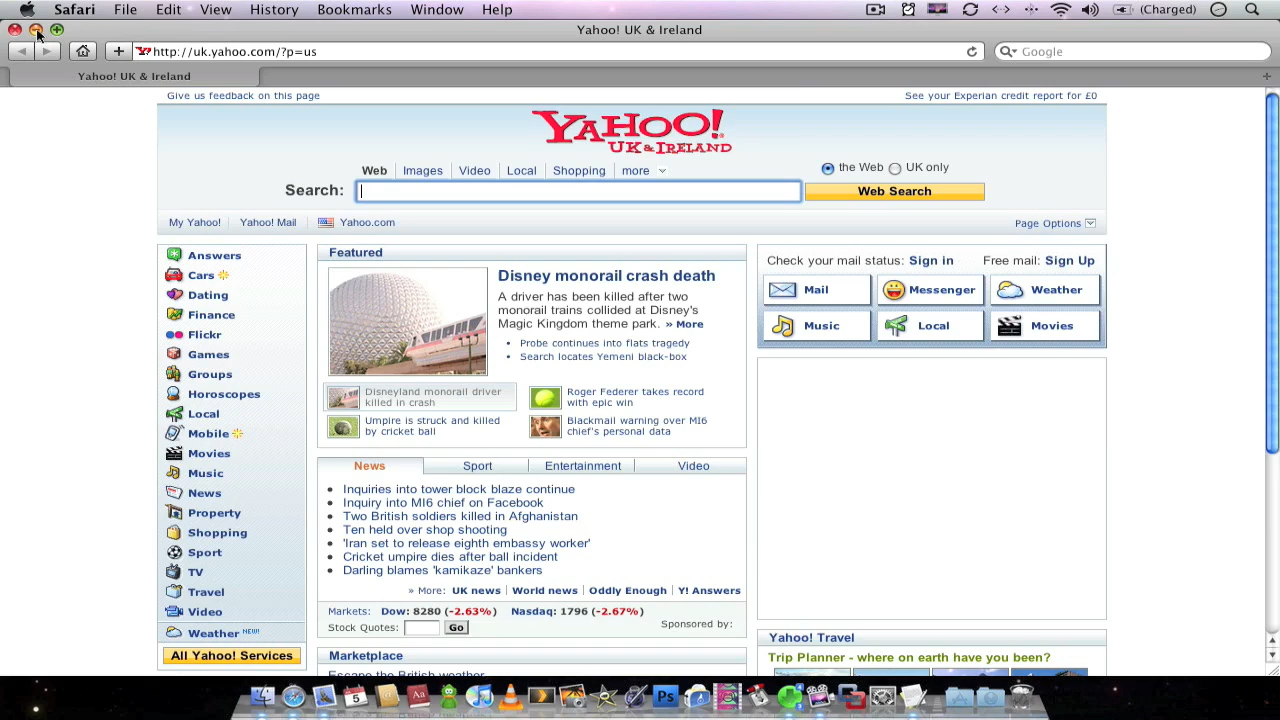 Safari File Edit View History Bookmarks Window Help (Charged)
Yahoo! UK & Ireland
http://uk.yahoo.com/?p=us Google
Yahoo! UK & Ireland
Give us feedback on this page See your Experian credit report for £0
YAHOO!
UK & IRELAND
Web Images Video Local Shopping more the Web UK only
Search: Web Search
My Yahoo! Yahoo! Mail Yahoo.com Page Options
Answers
Cars
Dating
Finance
Flickr
Games
Groups
Horoscopes
Local
Mobile
Movies
Music
News
Property
Shopping
Sport
TV
Travel
Video
Weather NEW!
All Yahoo! Services
Featured
Disney monorail crash death
A driver has been killed after two
monorail trains collided at Disney's
Magic Kingdom theme park. » More
• Probe continues into flats tragedy
• Search locates Yemeni black-box
Disneyland monorail driver
killed in crash
Roger Federer takes record
with epic win
Umpire is struck and killed
by cricket ball
Blackmail warning over MI6
chief's personal data
News Sport Entertainment Video
• Inquiries into tower block blaze continue
• Inquiry into MI6 chief on Facebook
• Two British soldiers killed in Afghanistan
• Ten held over shop shooting
• 'Iran set to release eighth embassy worker'
• Cricket umpire dies after ball incident
• Darling blames 'kamikaze' bankers
» More: UK news World news Oddly Enough Y! Answers
Markets: Dow: 8280 (-2.63%) Nasdaq: 1796 (-2.67%)
Stock Quotes: Go Sponsored by:
Marketplace
Escape the British weather
Check your mail status: Sign in Free mail: Sign Up
Mail Messenger Weather
Music Local Movies
Yahoo! Travel
Trip Planner - where on earth have you been?
5
Aa
Ps